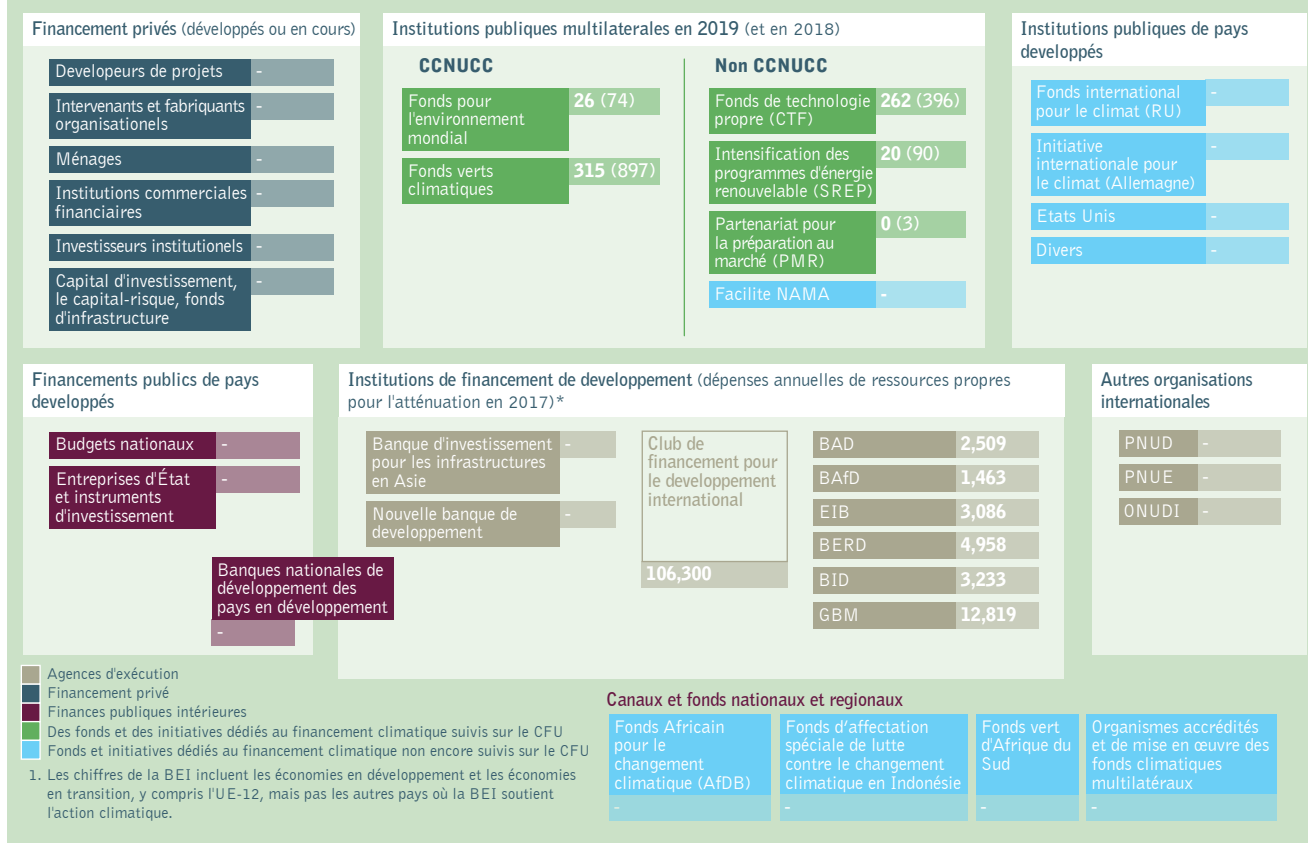 Financement privés (développés ou en cours)
Developeurs de projets -
Intervenants et fabriquants -
organisationels
Ménages -
Institutions commerciales -
financiaires
Investisseurs institutionels -
Capital d'investissement, -
le capital-risque, fonds
d'infrastructure
Institutions publiques multilaterales en 2019 (et en 2018)
CCNUCC
Fonds pour 26 (74)
l'environnement
mondial
Fonds verts 315 (897)
climatiques
Non CCNUCC
Fonds de technologie 262 (396)
propre (CTF)
Intensification des 20 (90)
programmes d'énergie
renouvelable (SREP)
Partenariat pour 0 (3)
la préparation au
marché (PMR)
Facilite NAMA -
Institutions publiques de pays
developpés
Fonds international -
pour le climat (RU)
Initiative -
internationale pour
le climat (Allemagne)
Etats Unis -
Divers -
Financements publics de pays
developpés
Budgets nationaux -
Entreprises d'État -
et instruments
d'investissement
Banques nationales de
développement des
pays en développement
-
Institutions de financement de developpement (dépenses annuelles de ressources propres
pour l'atténuation en 2017)*
Banque d'investissement -
pour les infrastructures
en Asie
Nouvelle banque de -
developpement
Club de
financement pour
le developpement
international
106,300
BAD 2,509
BAfD 1,463
EIB 3,086
BERD 4,958
BID 3,233
GBM 12,819
Autres organisations
internationales
PNUD -
PNUE -
ONUDI -
Agences d'exécution
Financement privé
Finances publiques intérieures
Des fonds et des initiatives dédiés au financement climatique suivis sur le CFU
Fonds et initiatives dédiés au financement climatique non encore suivis sur le CFU
1. Les chiffres de la BEI incluent les économies en développement et les économies
en transition, y compris l'UE-12, mais pas les autres pays où la BEI soutient
l'action climatique.
Canaux et fonds nationaux et regionaux
Fonds Africain
pour le
changement
climatique (AfDB)
-
Fonds d’affectation
spéciale de lutte
contre le changement
climatique en Indonésie
-
Fonds vert
d'Afrique du
Sud
-
Organismes accrédités
et de mise en œuvre des
fonds climatiques
multilatéraux
-